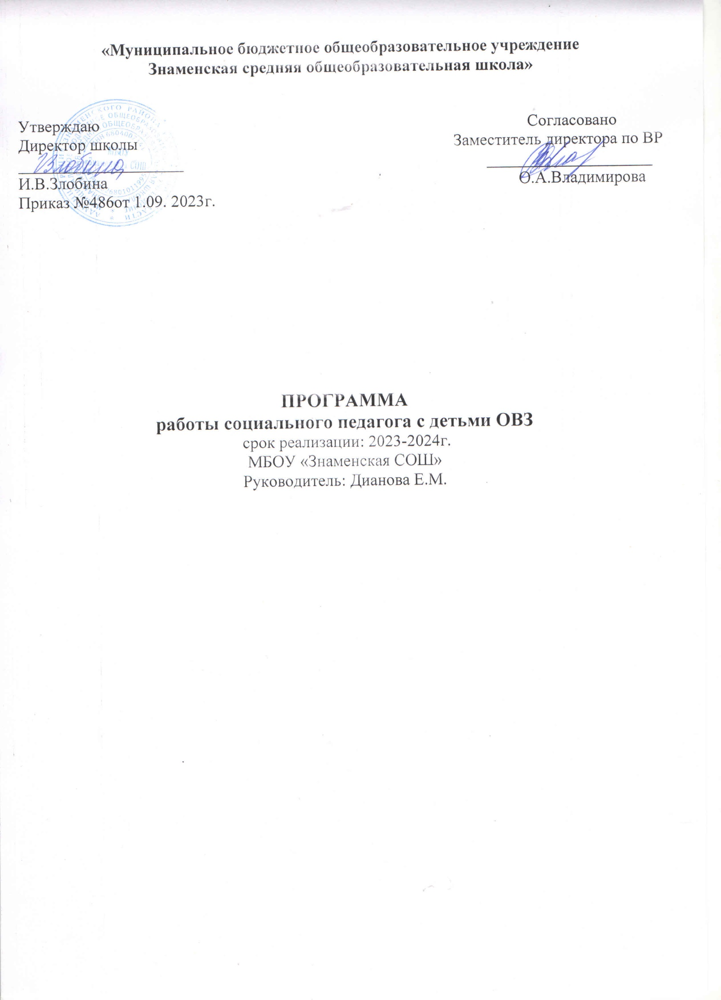 «Муниципальное бюджетное общеобразовательное учреждение
Знаменская средняя общеобразовательная школа»
Утверждаю
Директор школы
И.В.Злобина
Приказ №486от 1.09. 2023г.
Согласовано
Заместитель директора по ВР
О.А.Владимирова
ПРОГРАММА
работы социального педагога с детьми ОВЗ
срок реализации: 2023-2024г.
МБОУ «Знаменская СОШ»
Руководитель: Дианова Е.М.